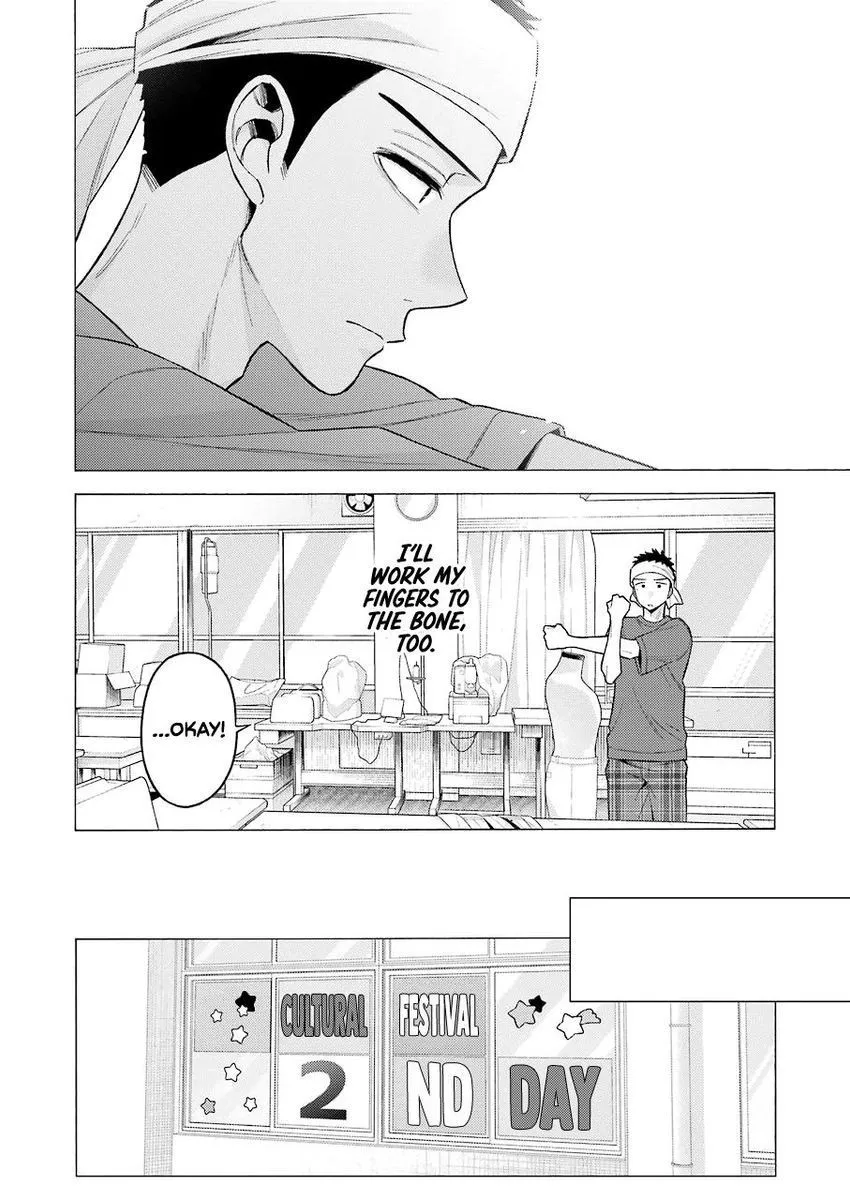 I'LL
WORK MY
FINGERS TO
THE BONE,
TOO.
...OKAY!
CULTURAL FESTIVAL
2 ND DAY